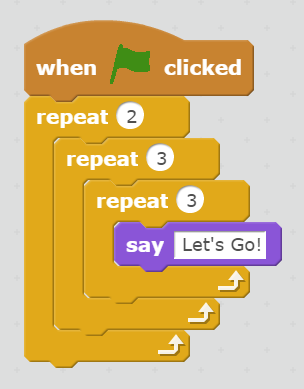 when clicked
repeat 2
repeat 3
repeat 3
say Let's Go!